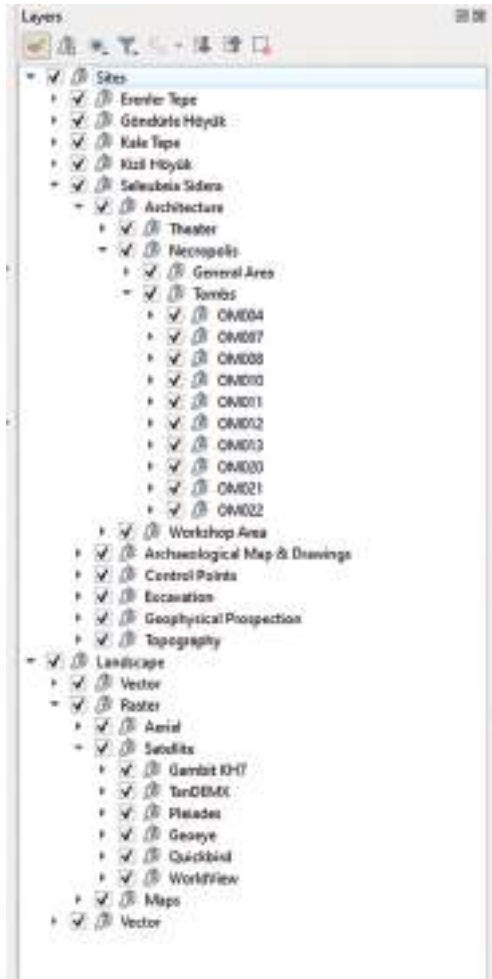 Layers
Sites
Erenler Tepe
Göndürle Höyük
Kale Tepe
Kizil Höyük
Seleukeia Sidera
Architecture
Theater
Necropolis
General Area
Tombs
OM004
OM007
OM008
OM010
OM011
OM012
OM013
OM020
OM021
OM022
Workshop Area
Archaeological Map & Drawings
Control Points
Excavation
Geophysical Prospection
Topography
Landscape
Vector
Raster
Aerial
Satellite
Gambit KH7
TanDEMX
Pleiades
Geoeye
Quickbird
WorldView
Maps
Vector